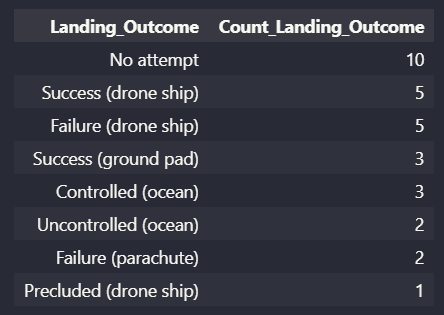 Landing_Outcome Count_Landing_Outcome
No attempt 10
Success (drone ship) 5
Failure (drone ship) 5
Success (ground pad) 3
Controlled (ocean) 3
Uncontrolled (ocean) 2
Failure (parachute) 2
Precluded (drone ship) 1